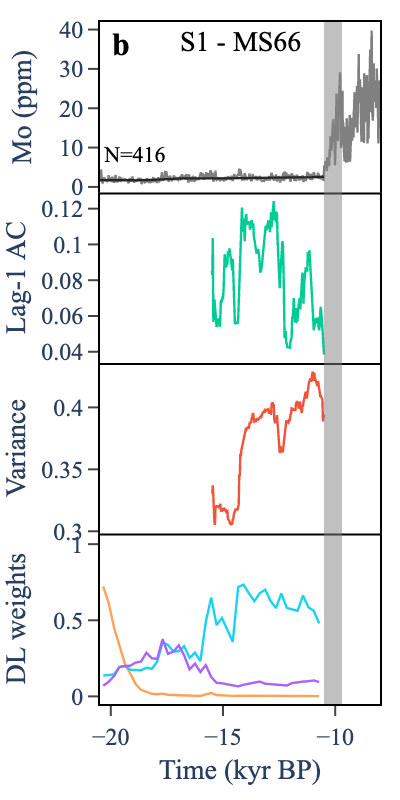 b S1 - MS66
Mo (ppm)
40
30
20
10
0
N=416
Lag-1 AC
0.12
0.1
0.08
0.06
0.04
Variance
0.4
0.35
0.3
DL weights
1
0.5
0
−20 −15 −10
Time (kyr BP)